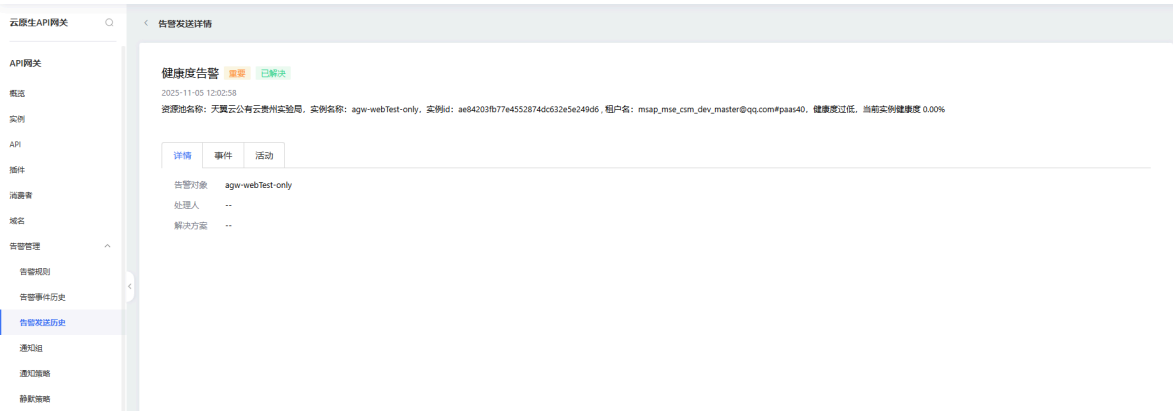 云原生API网关
告警发送详情
API网关
概览
实例
API
插件
消费者
域名
告警管理
告警规则
告警事件历史
告警发送历史
通知组
通知策略
静默策略
健康度告警 重要 已解决
2025-11-05 12:02:58
资源池名称：天翼云公有云贵州实验局，实例名称：agw-webTest-only，实例id：ae84203fb77e4552874dc632e5e249d6 , 租户名：msap_mse_csm_dev_master@qq.com#paas40，健康度过低，当前实例健康度 0.00%
详情 事件 活动
告警对象 agw-webTest-only
处理人 --
解决方案 --